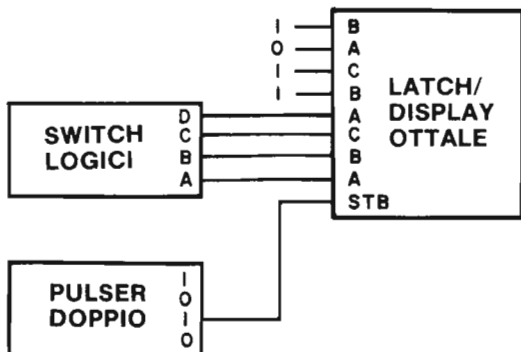 I B
O A
I C
I B
LATCH/
DISPLAY
OTTALE
A
C
B
A
STB
SWITCH
LOGICI
D
C
B
A
PULSER
DOPPIO
I
O
I
O